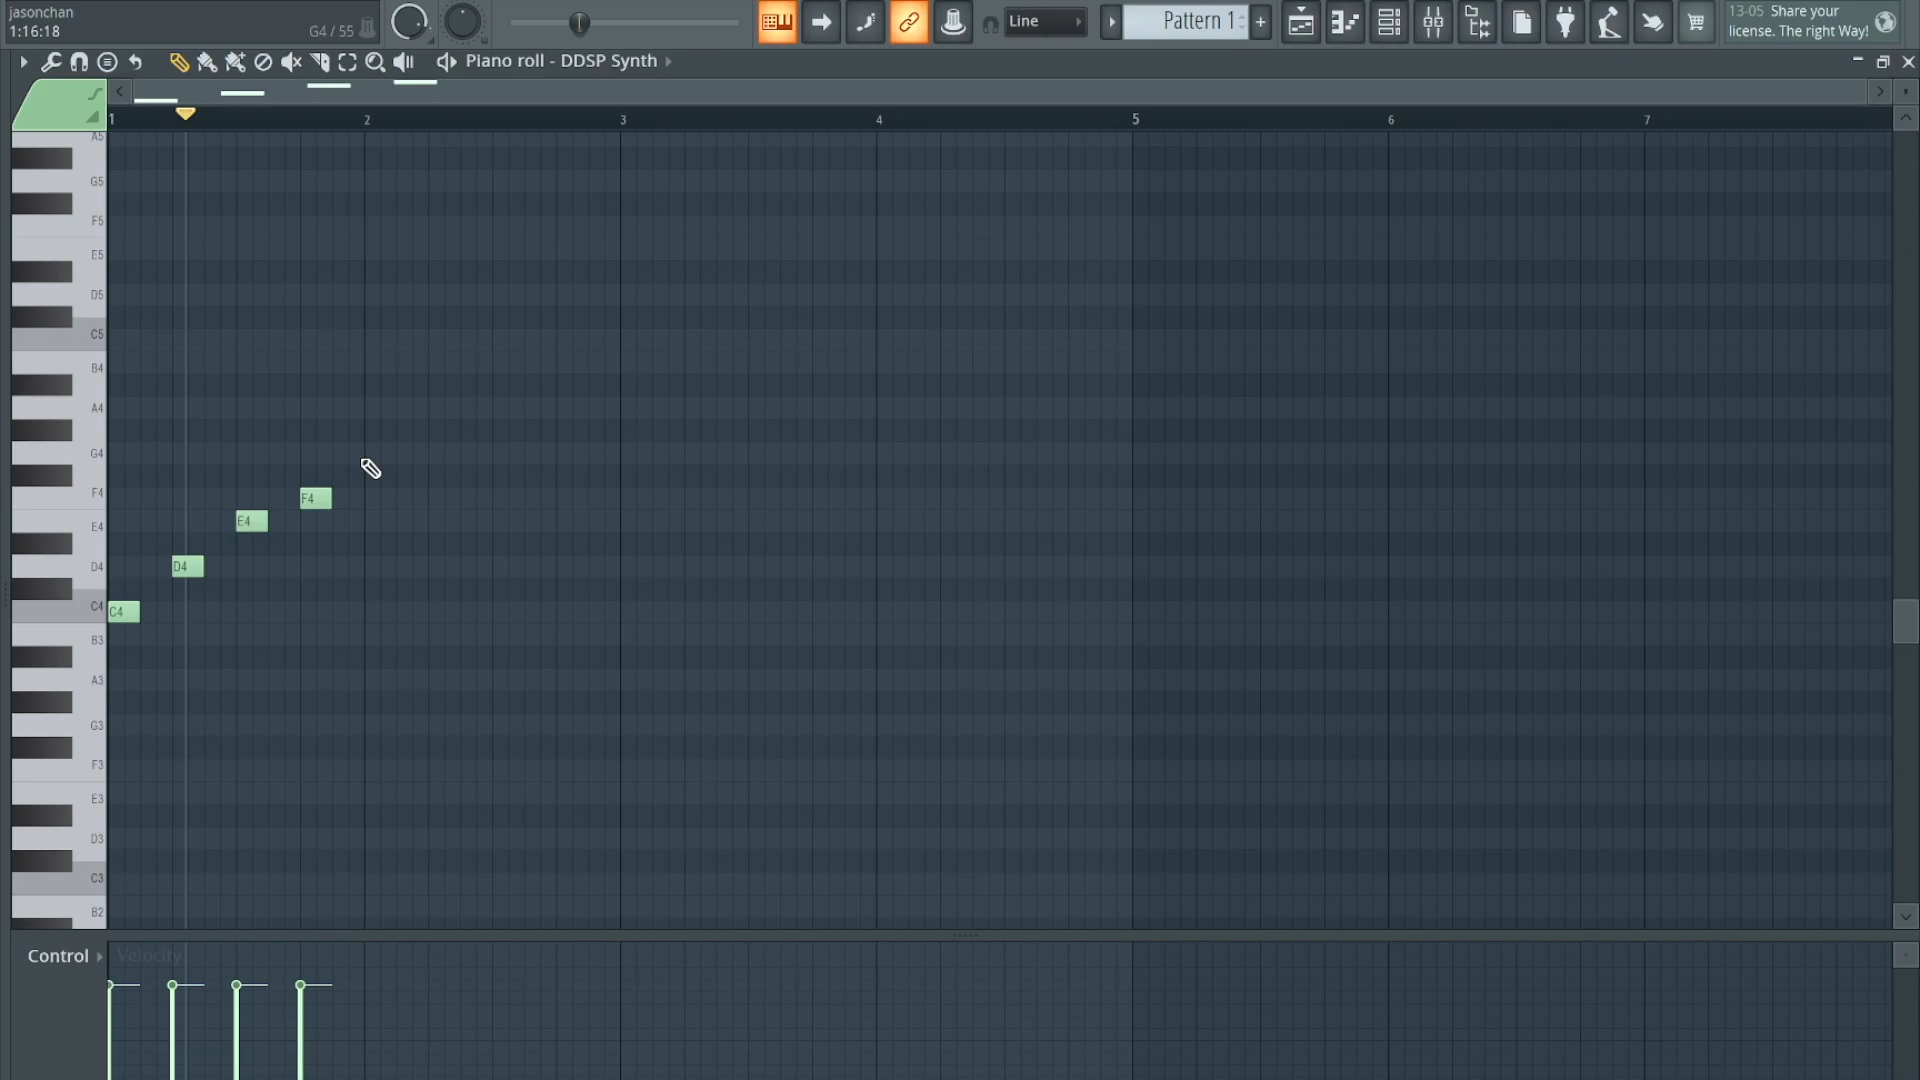 jasonchan
1:16:18
G4 / 55
Line
Pattern 1
+
13-05 Share your
license. The right Way!
Piano roll - DDSP Synth
1 2 3 4 5 6 7
A5
G5
F5
E5
D5
C5
B4
A4
G4
F4 F4
E4 E4
D4 D4
C4 C4
B3
A3
G3
F3
E3
D3
C3
B2
Control Velocity